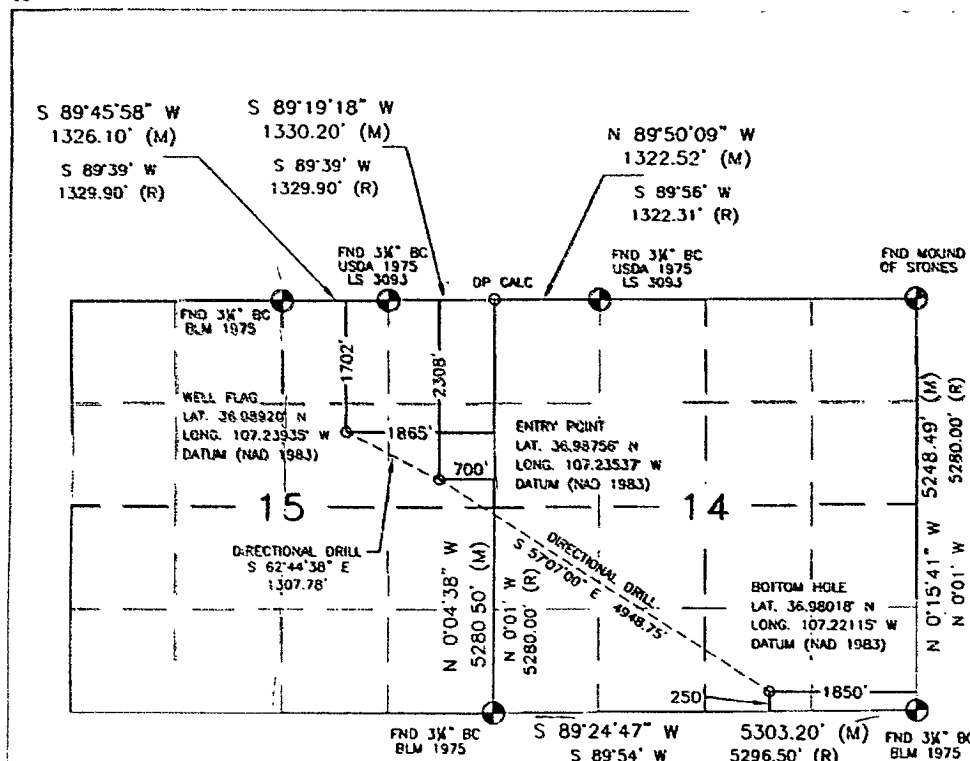 S 89°45'58" W
1326.10' (M)
S 89°39' W
1329.90' (R)
S 89°19'18" W
1330.20' (M)
S 89°39' W
1329.90' (R)
N 89°50'09" W
1322.52' (M)
S 89°56' W
1322.31' (R)
FND 3¼" BC
USDA 1975
LS 3093
DP CALC
FND 3¼" BC
USDA 1975
LS 3093
FND MOUND
OF STONES
FND 3¼" BC
BLM 1975
1702'
2308'
WELL FLAG
LAT. 36.98920° N
LONG. 107.23935° W
DATUM (NAD 1983)
1865'
700'
ENTRY POINT
LAT. 36.98756° N
LONG. 107.23537° W
DATUM (NAD 1983)
15
14
DIRECTIONAL DRILL
S 62°44'38" E
1307.78'
DIRECTIONAL DRILL
S 57°07'00" E 4948.75'
N 0°04'38" W
5280.50' (M)
N 0°01' W
5280.00' (R)
BOTTOM HOLE
LAT. 36.98018° N
LONG. 107.22115° W
DATUM (NAD 1983)
N 0°15'41" W 5248.49' (M)
N 0°01' W 5280.00' (R)
250
1850'
FND 3¼" BC
BLM 1975
S 89°24'47" W 5303.20' (M)
S 89°54' W 5296.50' (R)
FND 3¼" BC
BLM 1975